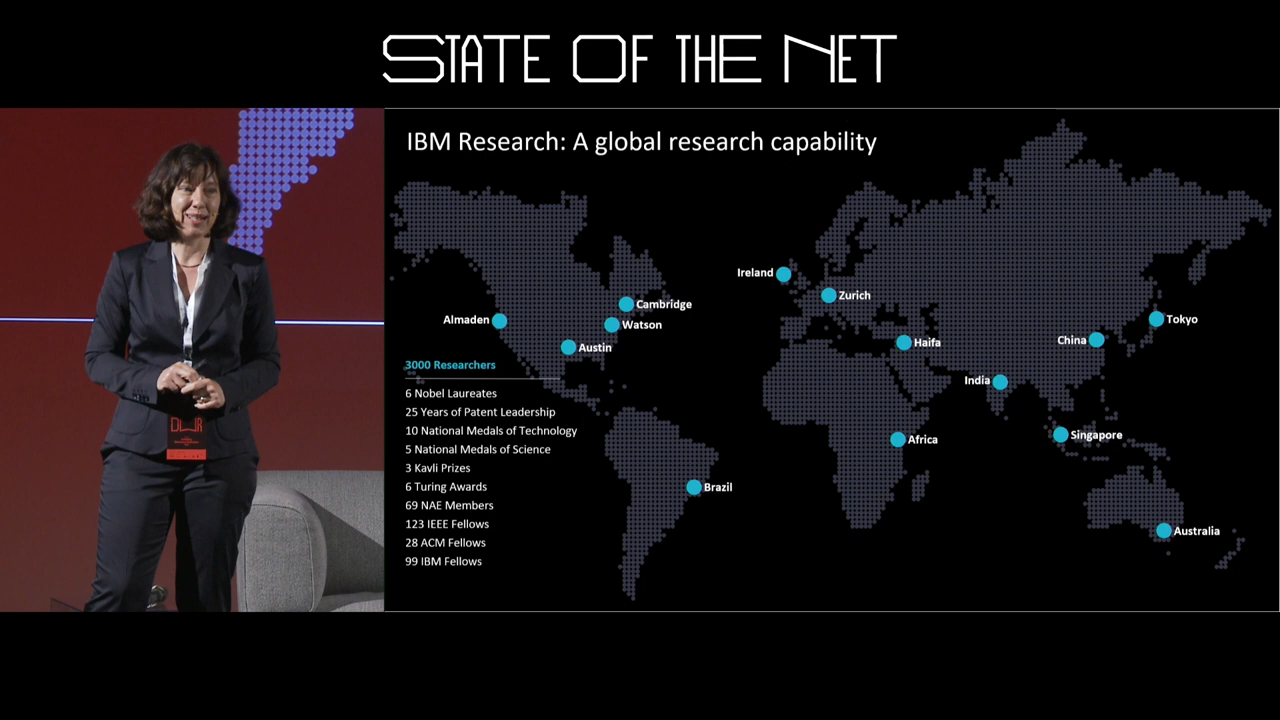 STATE OF THE NET
IBM Research: A global research capability
Ireland
Zurich
Cambridge
Almaden
Watson
Tokyo
Austin
Haifa
China
3000 Researchers
India
6 Nobel Laureates
25 Years of Patent Leadership
10 National Medals of Technology
Africa
Singapore
5 National Medals of Science
3 Kavli Prizes
6 Turing Awards
Brazil
69 NAE Members
123 IEEE Fellows
Australia
28 ACM Fellows
99 IBM Fellows